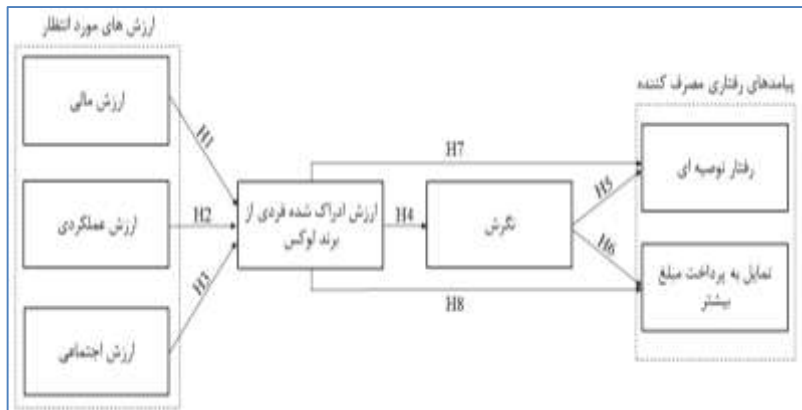 ارزش های مورد انتظار
ارزش مالی
ارزش عملکردی
ارزش اجتماعی
H1
H2
H3
ارزش ادراک شده فردی از
برند لوکس
H4
نگرش
H7
H5
H6
H8
پیامدهای رفتاری مصرف کننده
رفتار توصیه ای
تمایل به پرداخت مبلغ
بیشتر